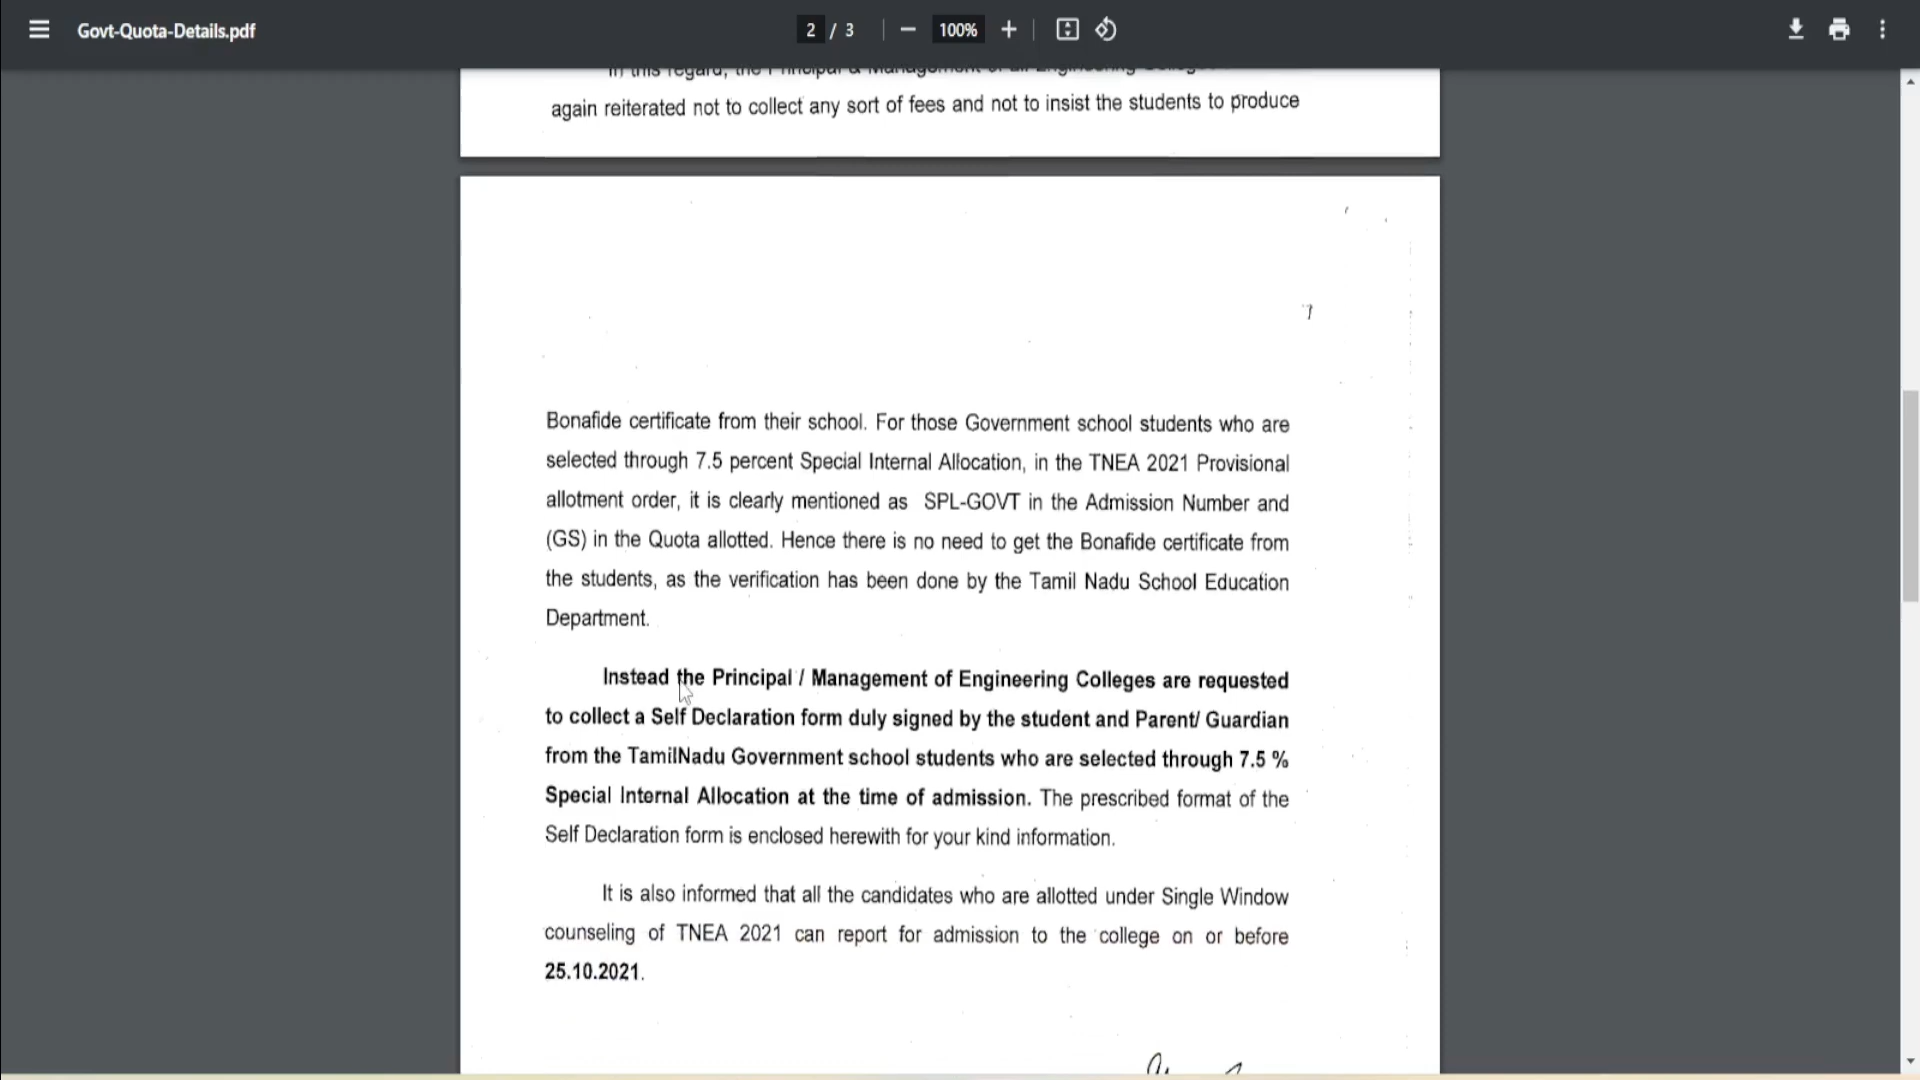 Govt-Quota-Details.pdf
2 / 3
100%
In this regard, the Principal & Management of all Engineering
again reiterated not to collect any sort of fees and not to insist the students to produce
Bonafide certificate from their school. For those Government school students who are
selected through 7.5 percent Special Internal Allocation, in the TNEA 2021 Provisional
allotment order, it is clearly mentioned as SPL-GOVT in the Admission Number and
(GS) in the Quota allotted. Hence there is no need to get the Bonafide certificate from
the students, as the verification has been done by the Tamil Nadu School Education
Department.
Instead the Principal / Management of Engineering Colleges are requested
to collect a Self Declaration form duly signed by the student and Parent/ Guardian
from the TamilNadu Government school students who are selected through 7.5 %
Special Internal Allocation at the time of admission. The prescribed format of the
Self Declaration form is enclosed herewith for your kind information.
It is also informed that all the candidates who are allotted under Single Window
counseling of TNEA 2021 can report for admission to the college on or before
25.10.2021.